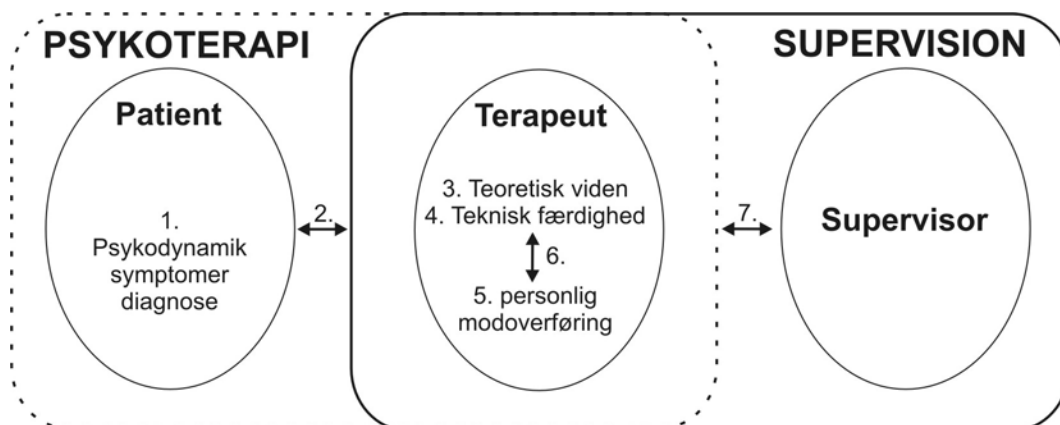 PSYKOTERAPI
SUPERVISION
Patient
1.
Psykodynamik
symptomer
diagnose
2.
Terapeut
3. Teoretisk viden
4. Teknisk færdighed
6.
5. personlig
modoverføring
7.
Supervisor